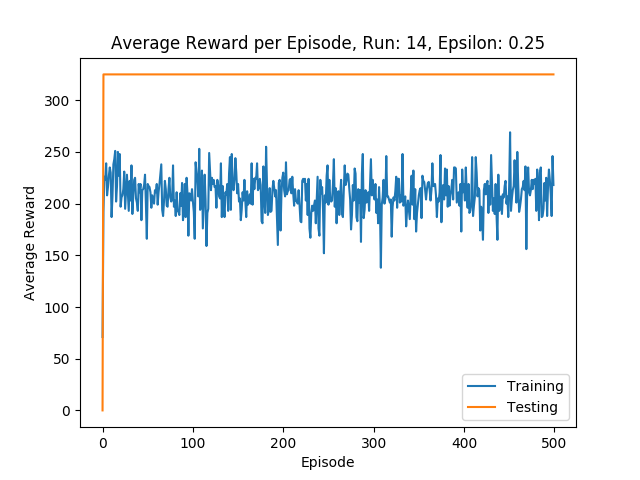 Average Reward per Episode, Run: 14, Epsilon: 0.25
300
250
200
150
100
50
0
Average Reward
0 100 200 300 400 500
Episode
Training
Testing